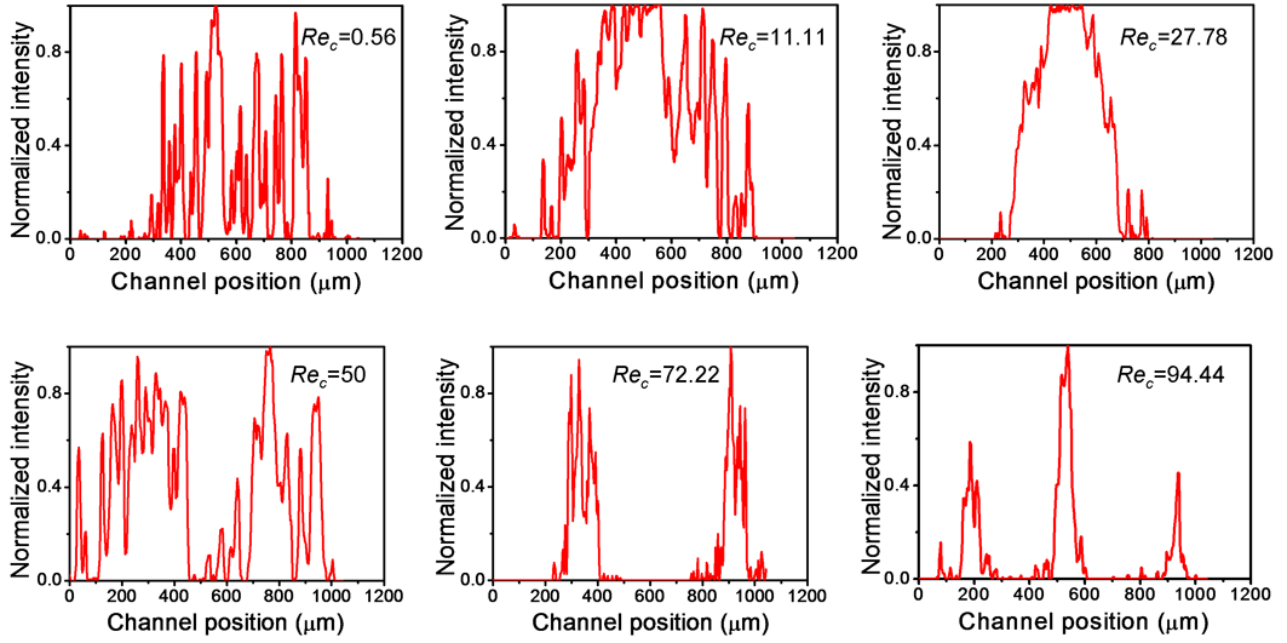 Normalized intensity
0.8
0.4
0.0
Re_c=0.56
0 200 400 600 800 1000 1200
Channel position (μm)
Normalized intensity
0.8
0.4
0.0
Re_c=11.11
0 200 400 600 800 1000 1200
Channel position (μm)
Normalized intensity
0.8
0.4
0.0
Re_c=27.78
0 200 400 600 800 1000 1200
Channel position (μm)
Normalized intensity
0.8
0.4
0.0
Re_c=50
0 200 400 600 800 1000 1200
Channel position (μm)
Normalized intensity
0.8
0.4
0.0
Re_c=72.22
0 200 400 600 800 1000 1200
Channel position (μm)
Normalized intensity
0.8
0.4
0.0
Re_c=94.44
0 200 400 600 800 1000 1200
Channel position (μm)